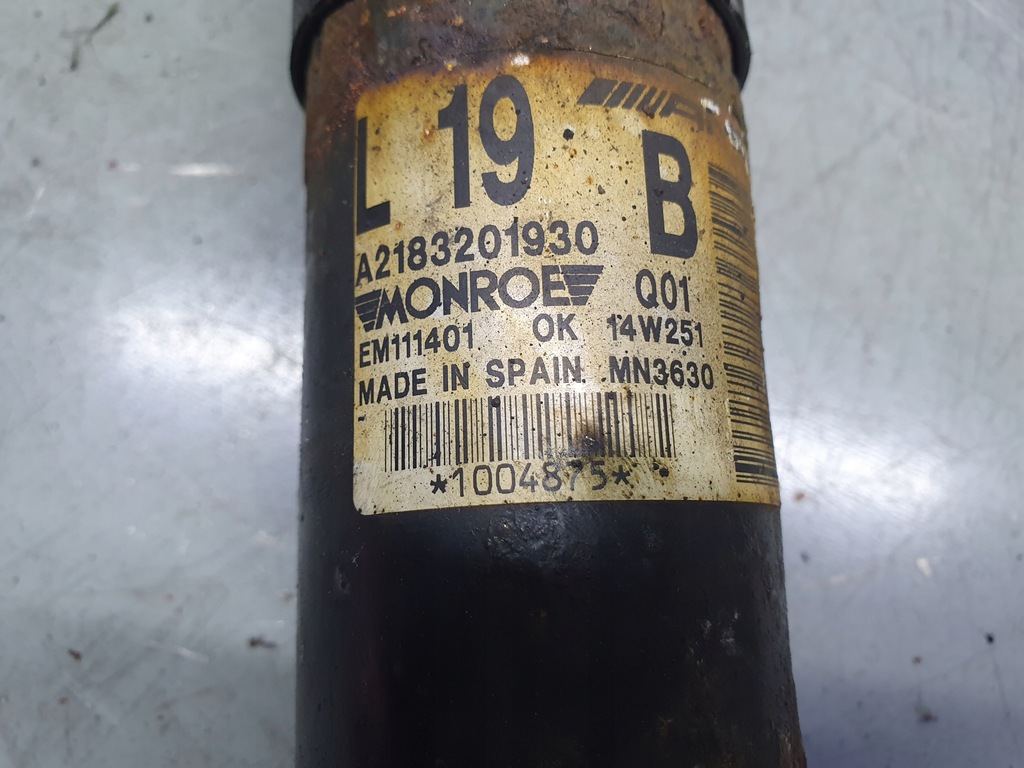 L 19
B
A2183201930
MONROE Q01
EM111401 OK 14W251
MADE IN SPAIN. MN3630
-
*1004875*